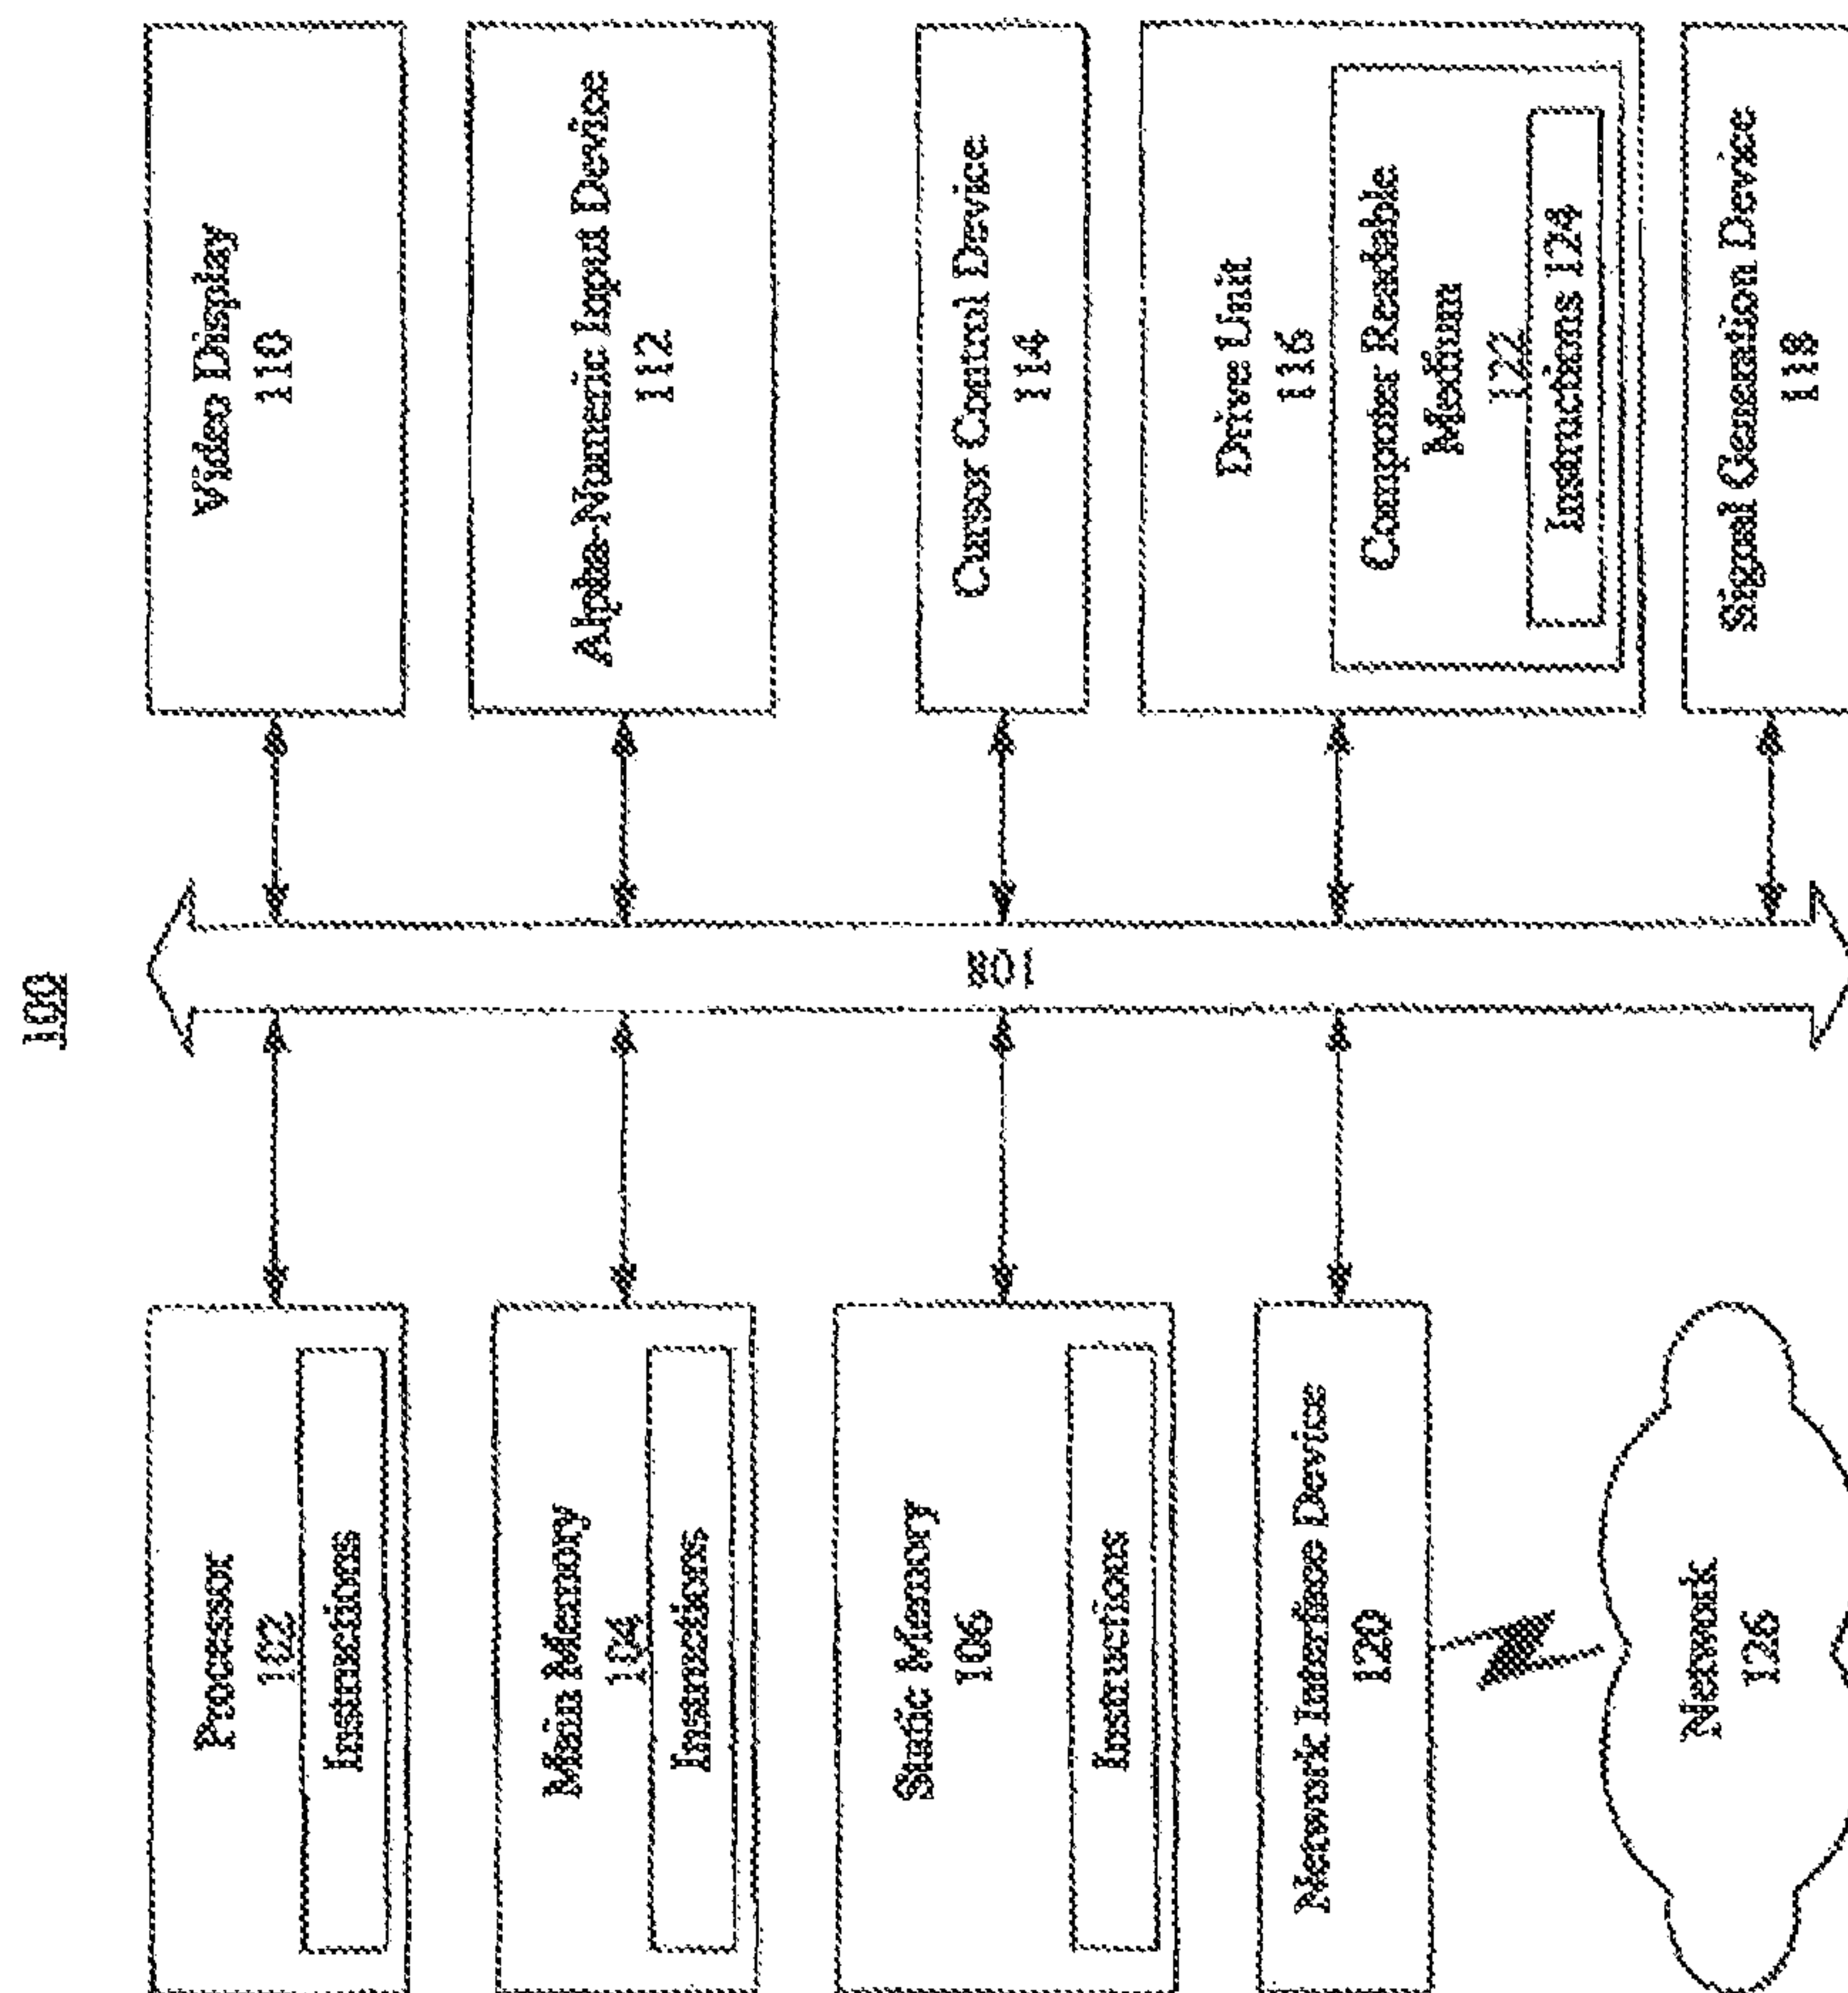 100
Processor
102
Instructions
Main Memory
104
Instructions
Static Memory
106
Instructions
Network Interface Device
120
Network
126
108
Video Display
110
Alpha-Numeric Input Device
112
Cursor Control Device
114
Drive Unit
116
Computer Readable
Medium
122
Instructions 124
Signal Generation Device
118